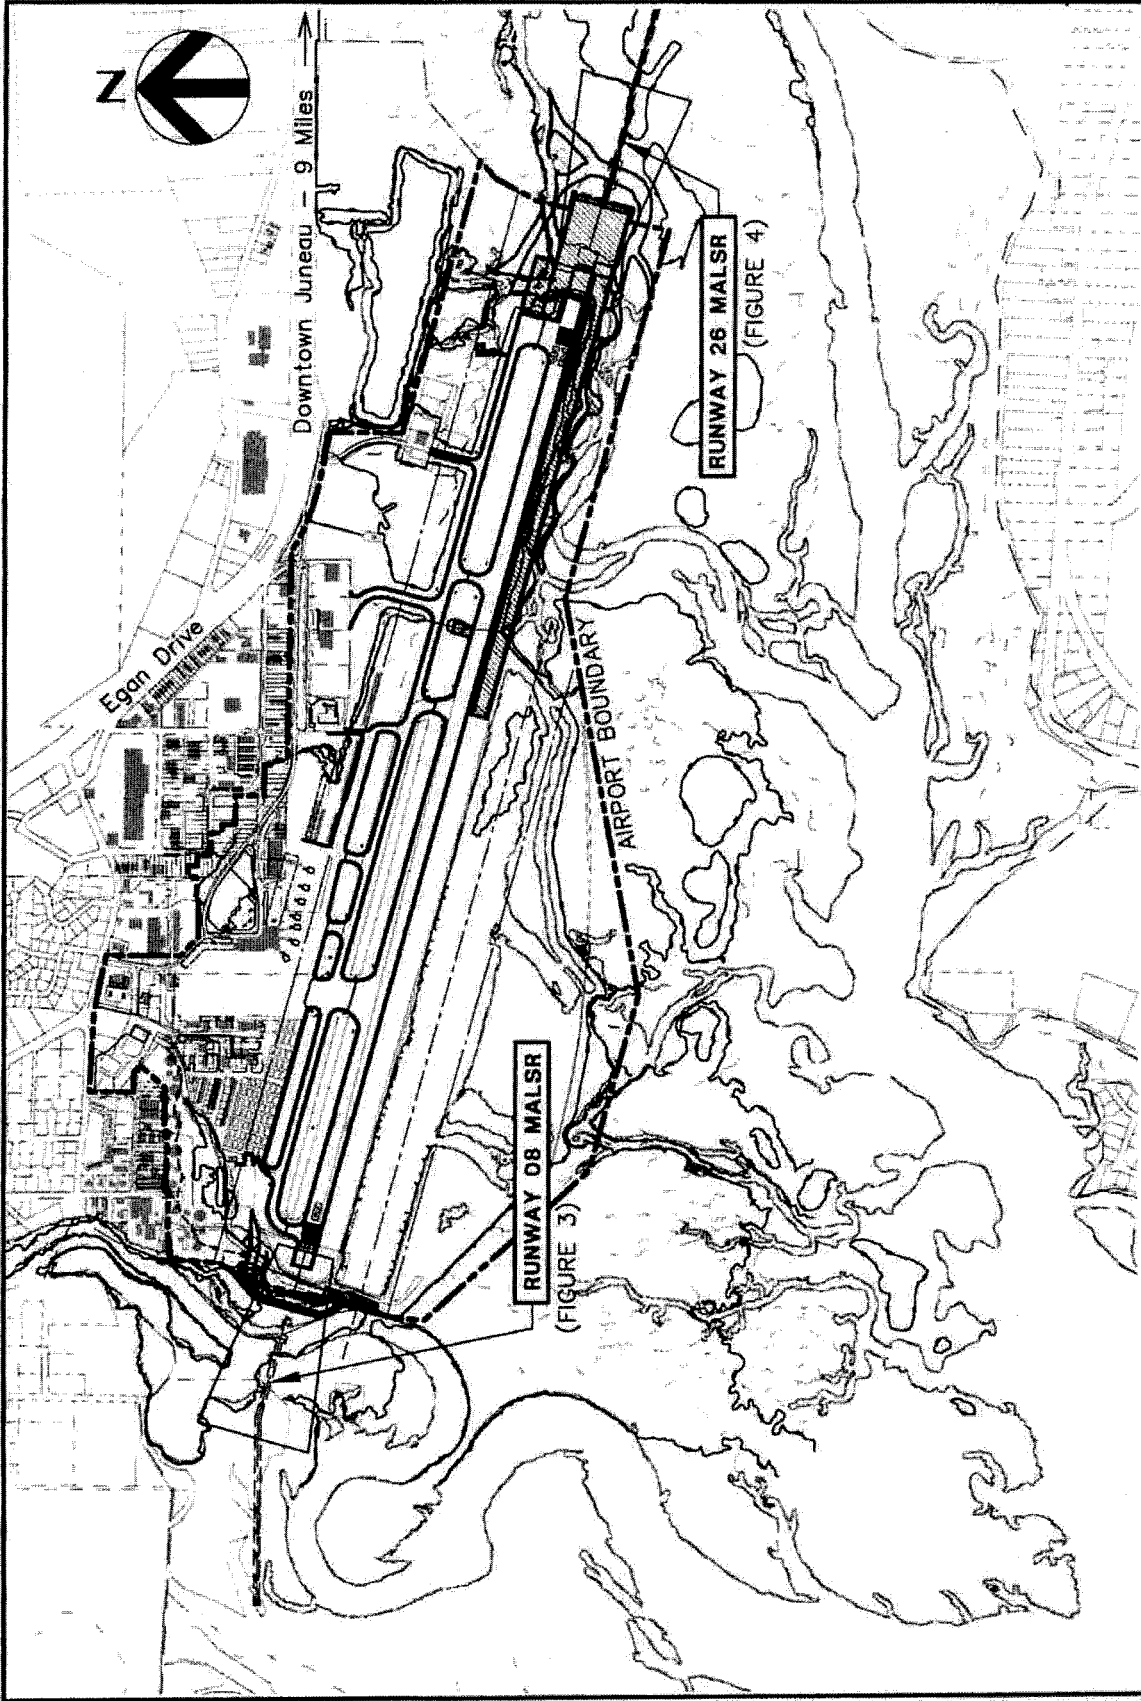 N
Downtown Juneau – 9 Miles
Egan Drive
RUNWAY 26 MALSR
(FIGURE 4)
AIRPORT BOUNDARY
RUNWAY 08 MALSR
(FIGURE 3)